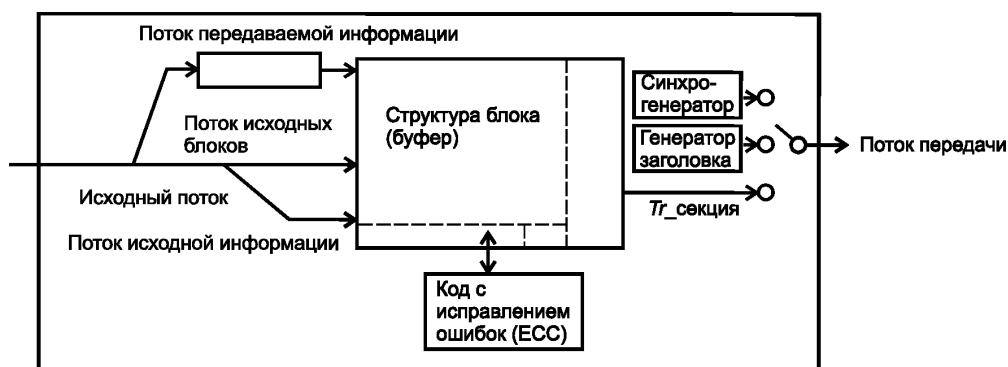 Поток передаваемой информации
Поток исходных
блоков
Исходный поток
Поток исходной информации
Структура блока
(буфер)
Код с
исправлением
ошибок (ECC)
Синхро-
генератор
Генератор
заголовка
Tr_секция
Поток передачи